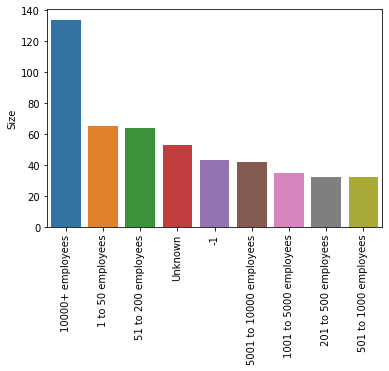 140
120
100
80
60
40
20
0
Size
10000+ employees
1 to 50 employees
51 to 200 employees
Unknown
-1
5001 to 10000 employees
1001 to 5000 employees
201 to 500 employees
501 to 1000 employees